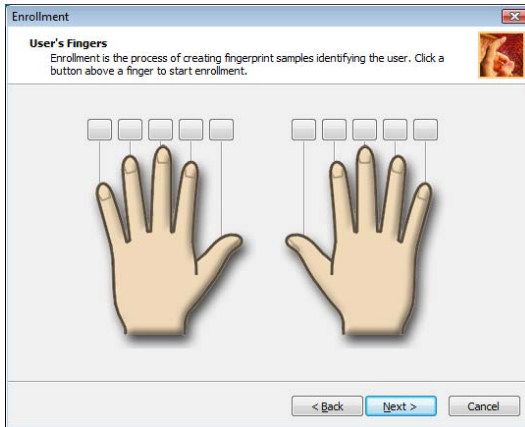 Enrollment
User's Fingers
Enrollment is the process of creating fingerprint samples identifying the user. Click a
button above a finger to start enrollment.
< Back
Next >
Cancel